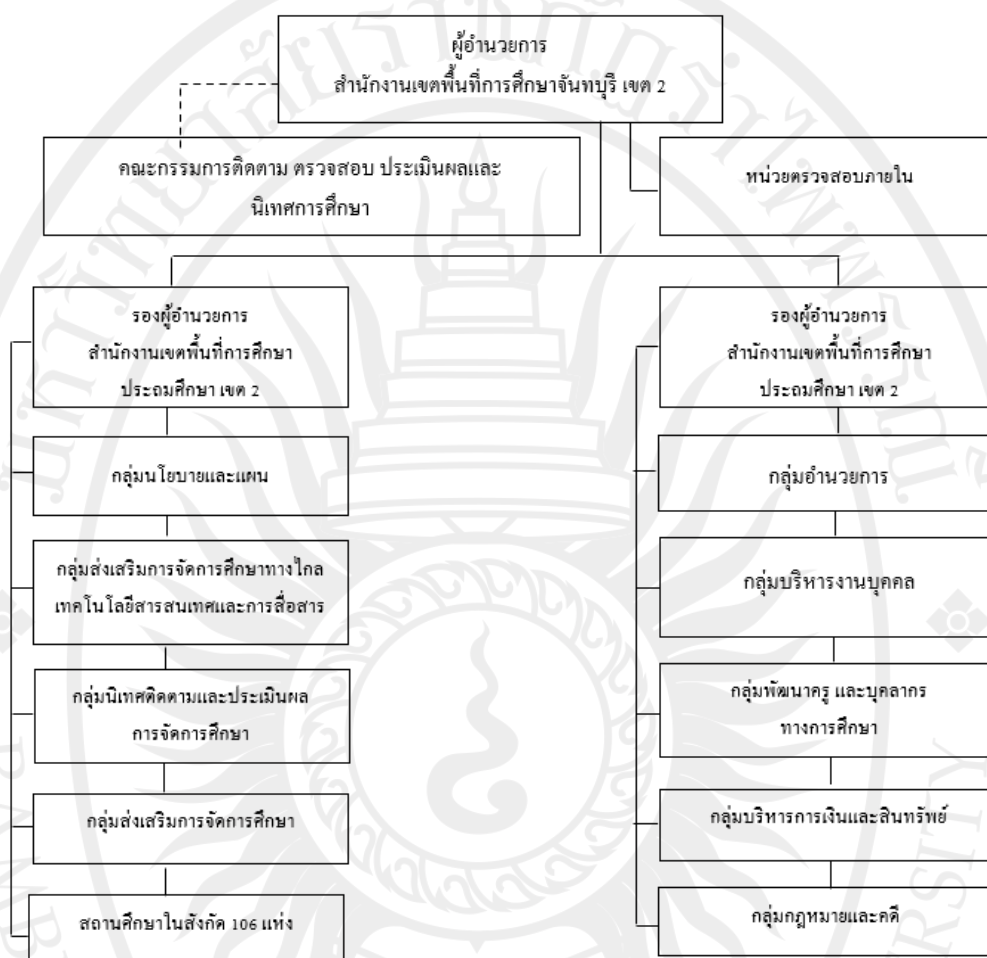 ผู้อำนวยการ
สำนักงานเขตพื้นที่การศึกษาจันทบุรี เขต 2
คณะกรรมการติดตาม ตรวจสอบ ประเมินผลและ
นิเทศการศึกษา
หน่วยตรวจสอบภายใน
รองผู้อำนวยการ
สำนักงานเขตพื้นที่การศึกษา
ประถมศึกษา เขต 2
กลุ่มนโยบายและแผน
กลุ่มส่งเสริมการจัดการศึกษาทางไกล
เทคโนโลยีสารสนเทศและการสื่อสาร
กลุ่มนิเทศติดตามและประเมินผล
การจัดการศึกษา
กลุ่มส่งเสริมการจัดการศึกษา
สถานศึกษาในสังกัด 106 แห่ง
รองผู้อำนวยการ
สำนักงานเขตพื้นที่การศึกษา
ประถมศึกษา เขต 2
กลุ่มอำนวยการ
กลุ่มบริหารงานบุคคล
กลุ่มพัฒนาครู และบุคลากร
ทางการศึกษา
กลุ่มบริหารการเงินและสินทรัพย์
กลุ่มกฎหมายและคดี